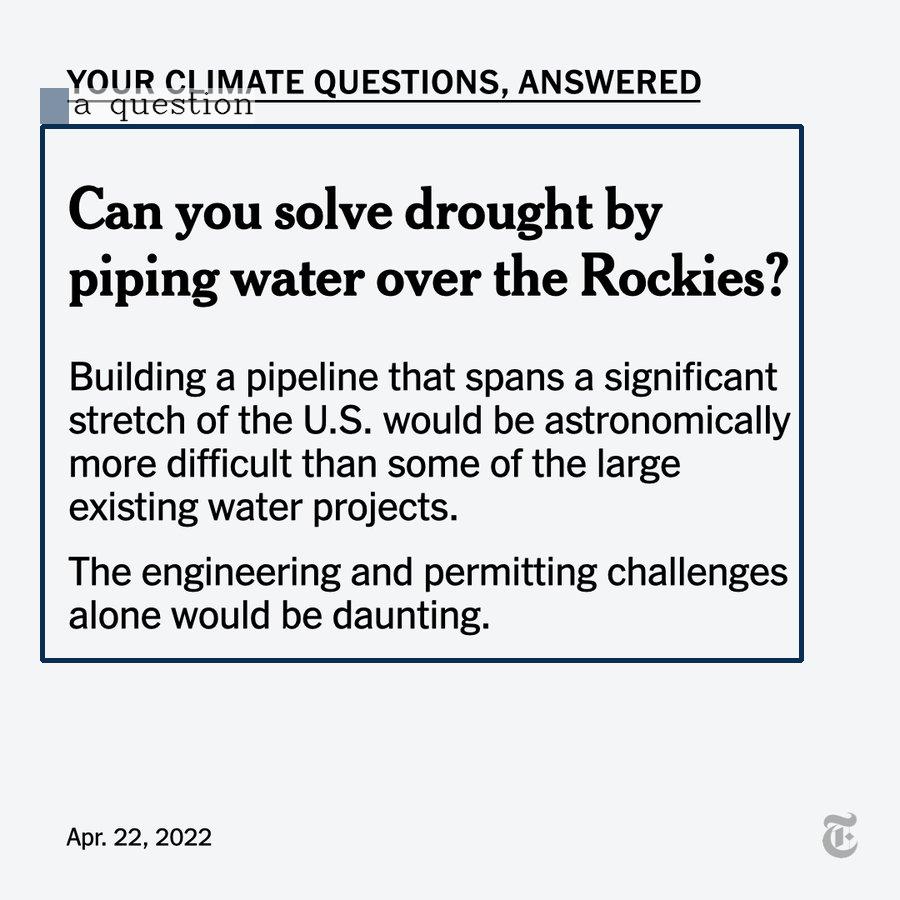 YOUR CLIMATE QUESTIONS, ANSWERED
a question
Can you solve drought by
piping water over the Rockies?
Building a pipeline that spans a significant
stretch of the U.S. would be astronomically
more difficult than some of the large
existing water projects.
The engineering and permitting challenges
alone would be daunting.
Apr. 22, 2022
T